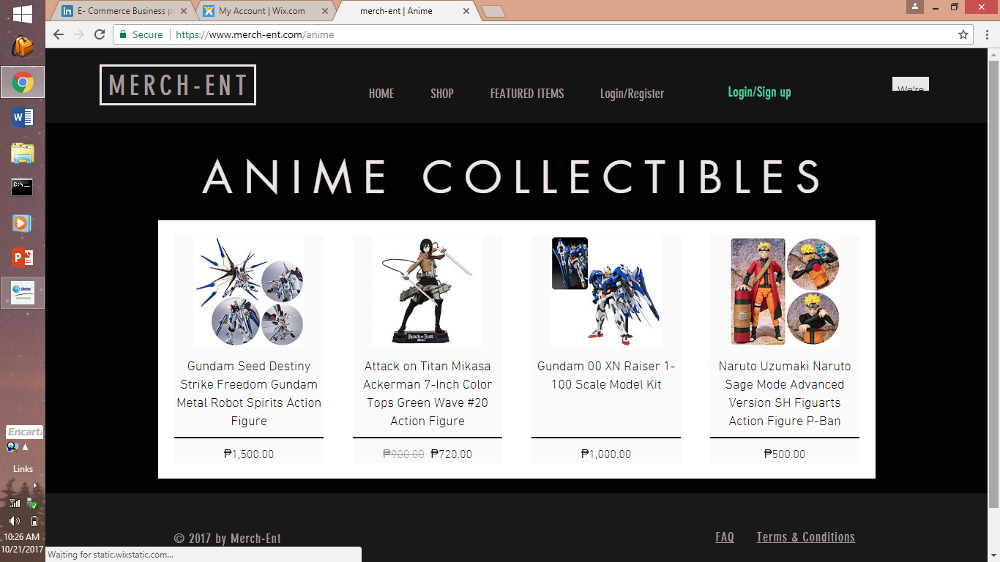 E- Commerce Business p
My Account | Wix.com
merch-ent | Anime
Secure
https://www.merch-ent.com/anime
MERCH-ENT
HOME
SHOP
FEATURED ITEMS
Login/Register
Login/Sign up
We're
ANIME COLLECTIBLES
Gundam Seed Destiny
Strike Freedom Gundam
Metal Robot Spirits Action
Figure
₱1,500.00
Attack on Titan Mikasa
Ackerman 7-Inch Color
Tops Green Wave #20
Action Figure
₱900.00 ₱720.00
Gundam 00 XN Raiser 1-
100 Scale Model Kit
₱1,000.00
Naruto Uzumaki Naruto
Sage Mode Advanced
Version SH Figuarts
Action Figure P-Ban
₱500.00
Attack on Titan
© 2017 by Merch-Ent
FAQ
Terms & Conditions
Waiting for static.wixstatic.com...
C:\
Globe
Encarta
Links
10:26 AM
10/21/2017